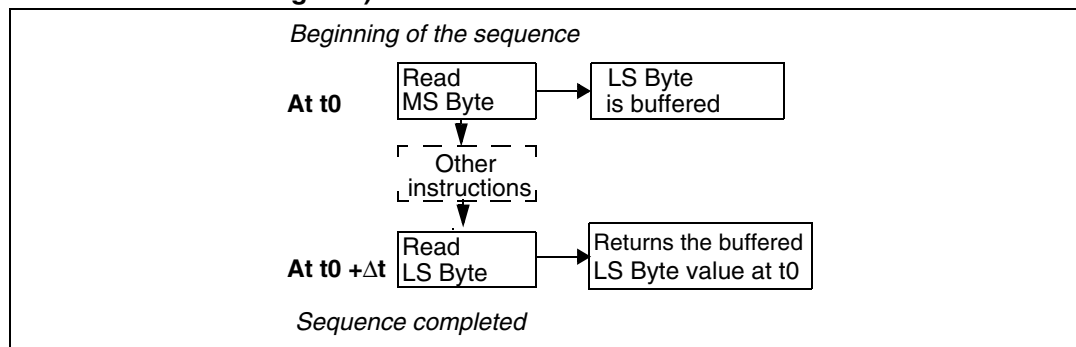 Beginning of the sequence
At t0
Read
MS Byte
LS Byte
is buffered
Other
instructions
At t0 +Δt
Read
LS Byte
Returns the buffered
LS Byte value at t0
Sequence completed